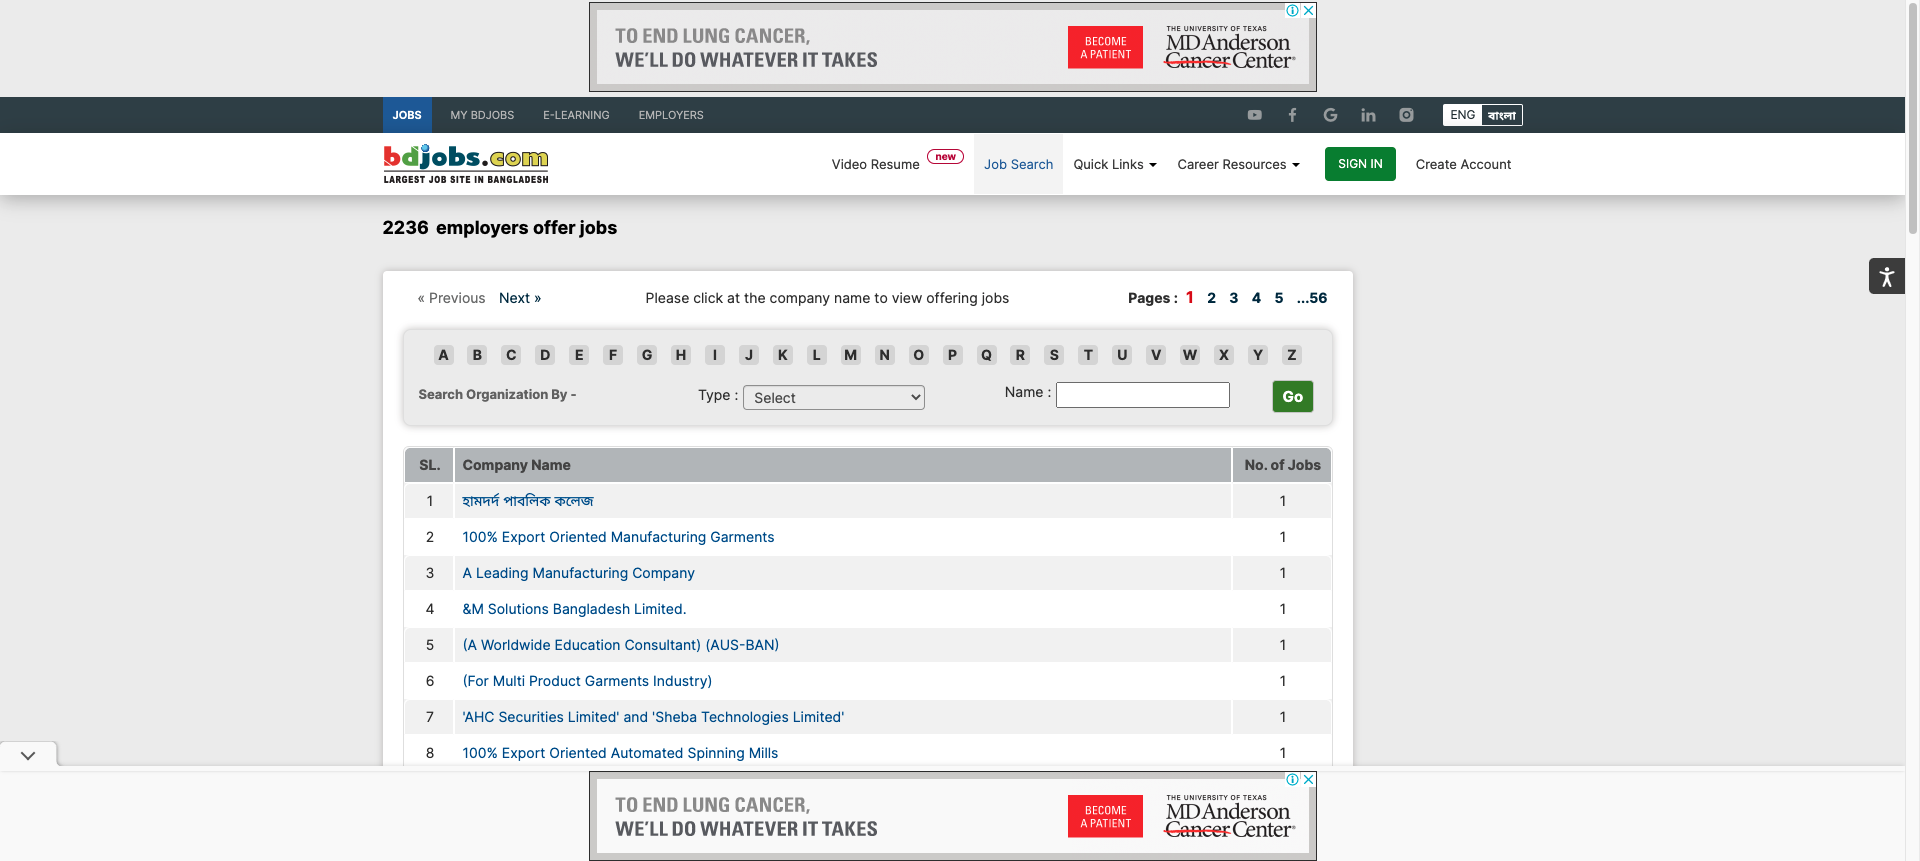 TO END LUNG CANCER,
WE'LL DO WHATEVER IT TAKES
BECOME
A PATIENT
THE UNIVERSITY OF TEXAS
MD Anderson
Cancer Center
JOBS MY BDJOBS E-LEARNING EMPLOYERS ENG বাংলা
bdjobs.com
LARGEST JOB SITE IN BANGLADESH
Video Resume new Job Search Quick Links Career Resources SIGN IN Create Account
2236 employers offer jobs
« Previous Next » Please click at the company name to view offering jobs Pages : 1 2 3 4 5 ...56
A B C D E F G H I J K L M N O P Q R S T U V W X Y Z
Search Organization By - Type : Select Name : Go
SL. Company Name No. of Jobs
1 হামদর্দ পাবলিক কলেজ 1
2 100% Export Oriented Manufacturing Garments 1
3 A Leading Manufacturing Company 1
4 &M Solutions Bangladesh Limited. 1
5 (A Worldwide Education Consultant) (AUS-BAN) 1
6 (For Multi Product Garments Industry) 1
7 'AHC Securities Limited' and 'Sheba Technologies Limited' 1
8 100% Export Oriented Automated Spinning Mills 1
TO END LUNG CANCER,
WE'LL DO WHATEVER IT TAKES
BECOME
A PATIENT
THE UNIVERSITY OF TEXAS
MD Anderson
Cancer Center